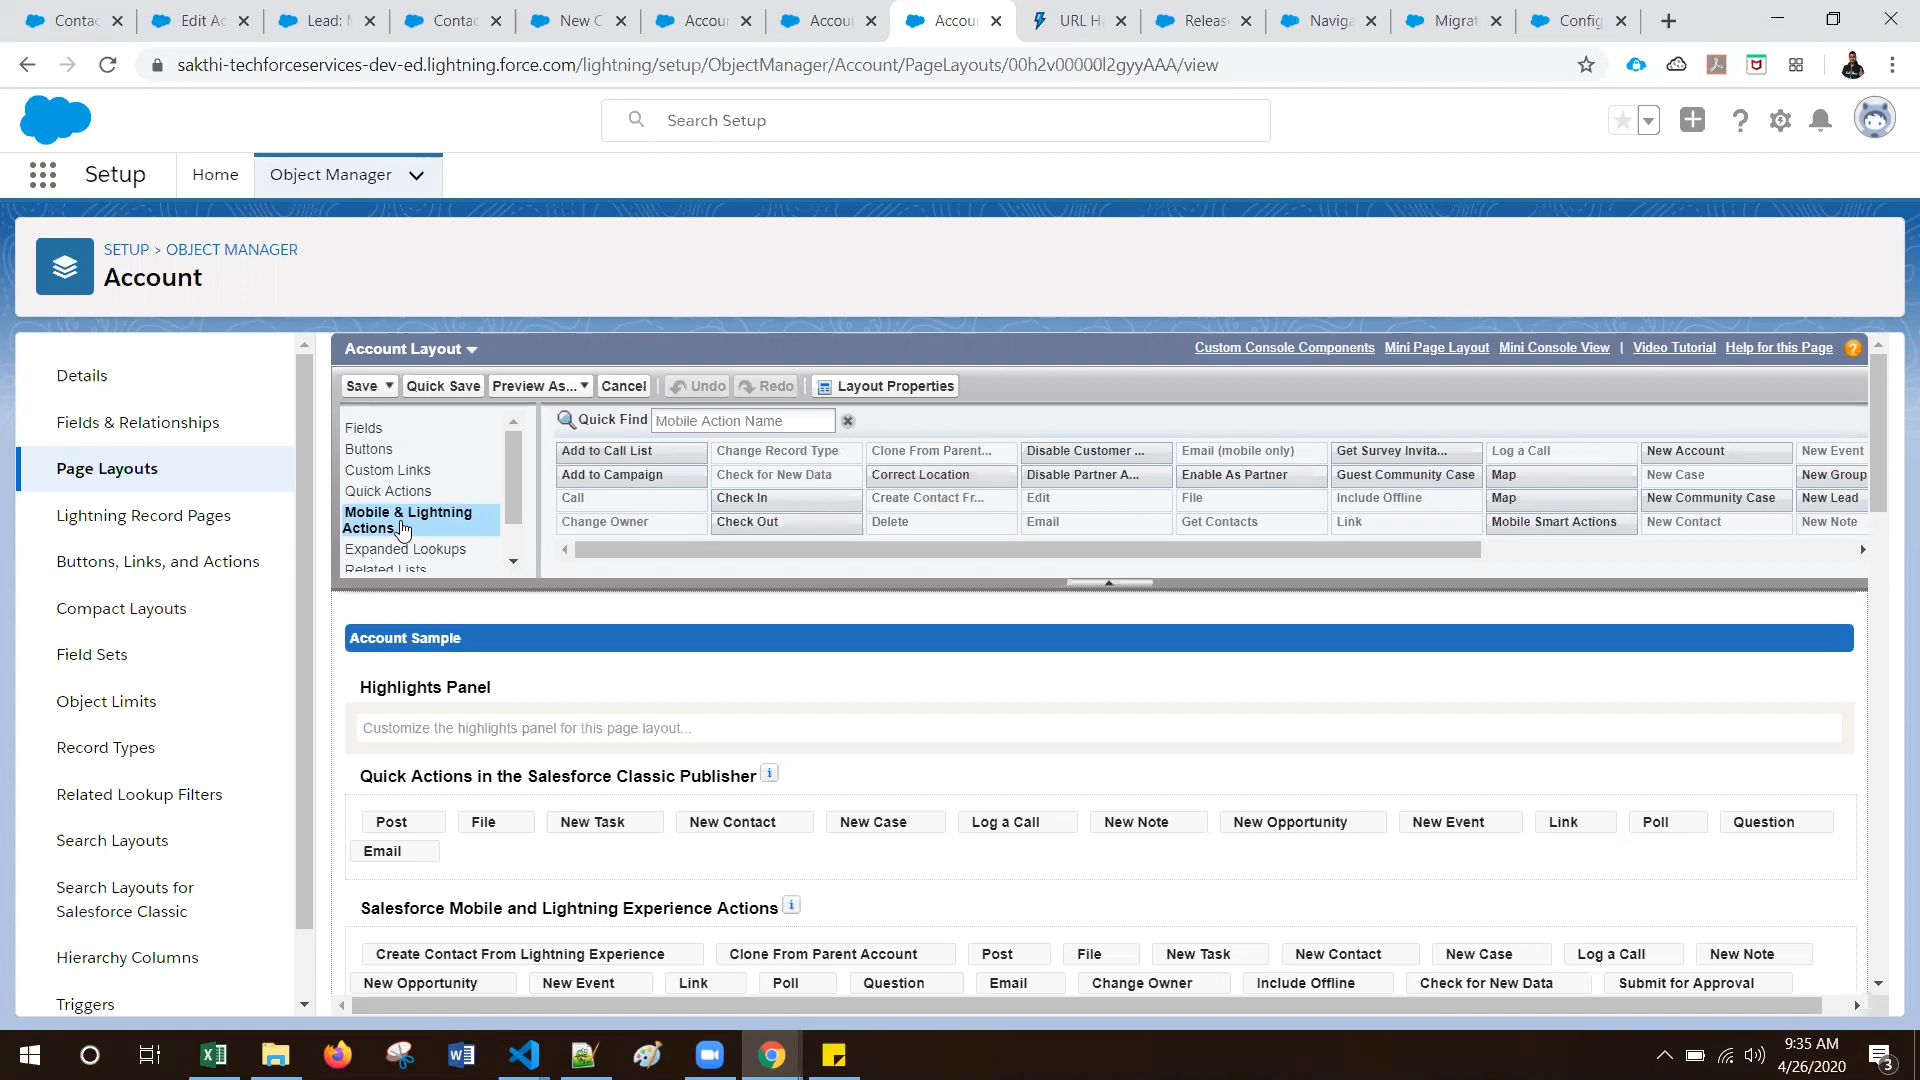 Conta
Edit Ac
Lead: M
Contac
New C
Accoun
Accoun
Accoun
URL Ha
Releas
Naviga
Migrat
Config
sakthi-techforceservices-dev-ed.lightning.force.com/lightning/setup/ObjectManager/Account/PageLayouts/00h2v00000l2gyyAAA/view
Search Setup
Setup
Home
Object Manager
SETUP > OBJECT MANAGER
Account
Details
Fields & Relationships
Page Layouts
Lightning Record Pages
Buttons, Links, and Actions
Compact Layouts
Field Sets
Object Limits
Record Types
Related Lookup Filters
Search Layouts
Search Layouts for
Salesforce Classic
Hierarchy Columns
Triggers
Account Layout
Custom Console Components Mini Page Layout Mini Console View | Video Tutorial Help for this Page
Save Quick Save Preview As... Cancel Undo Redo Layout Properties
Fields
Buttons
Custom Links
Quick Actions
Mobile & Lightning
Actions
Expanded Lookups
Related Lists
Quick Find Mobile Action Name
Add to Call List Change Record Type Clone From Parent... Disable Customer ... Email (mobile only) Get Survey Invita... Log a Call New Account New Event
Add to Campaign Check for New Data Correct Location Disable Partner A... Enable As Partner Guest Community Case Map New Case New Group
Call Check In Create Contact Fr... Edit File Include Offline Map New Community Case New Lead
Change Owner Check Out Delete Email Get Contacts Link Mobile Smart Actions New Contact New Note
Account Sample
Highlights Panel
Customize the highlights panel for this page layout...
Quick Actions in the Salesforce Classic Publisher
Post File New Task New Contact New Case Log a Call New Note New Opportunity New Event Link Poll Question
Email
Salesforce Mobile and Lightning Experience Actions
Create Contact From Lightning Experience Clone From Parent Account Post File New Task New Contact New Case Log a Call New Note
New Opportunity New Event Link Poll Question Email Change Owner Include Offline Check for New Data Submit for Approval
9:35 AM
4/26/2020
3